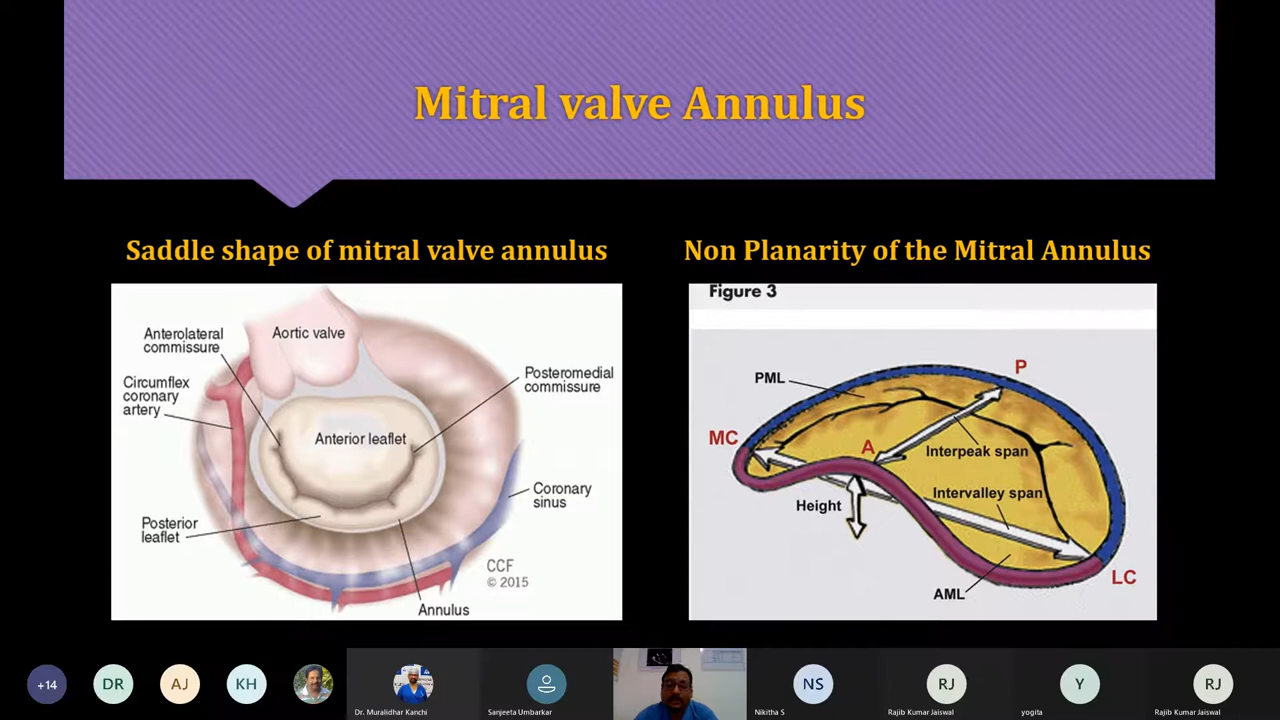 Mitral valve Annulus
Saddle shape of mitral valve annulus
Non Planarity of the Mitral Annulus
Anterolateral
commissure
Aortic valve
Circumflex
coronary
artery
Posteromedial
commissure
Anterior leaflet
Coronary
sinus
Posterior
leaflet
CCF
© 2015
Annulus
Figure 3
P
PML
MC
A
Interpeak span
Intervalley span
Height
LC
AML
+14
DR
AJ
KH
Dr. Muralidhar Kanchi
Sanjeeta Umbarkar
NS
Nikitha S
RJ
Rajib Kumar Jaiswal
Y
yogita
RJ
Rajib Kumar Jaiswal